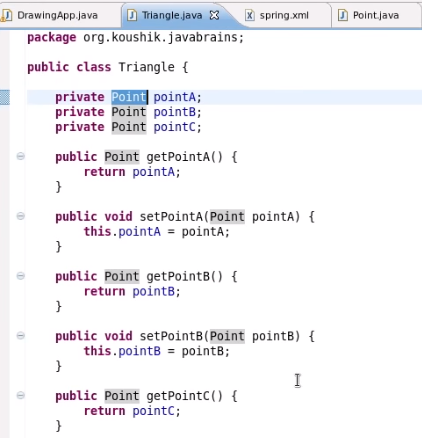 DrawingApp.java Triangle.java spring.xml Point.java
package org.koushik.javabrains;
public class Triangle {
private Point pointA;
private Point pointB;
private Point pointC;
public Point getPointA() {
return pointA;
}
public void setPointA(Point pointA) {
this.pointA = pointA;
}
public Point getPointB() {
return pointB;
}
public void setPointB(Point pointB) {
this.pointB = pointB;
}
public Point getPointC() {
return pointC;
}